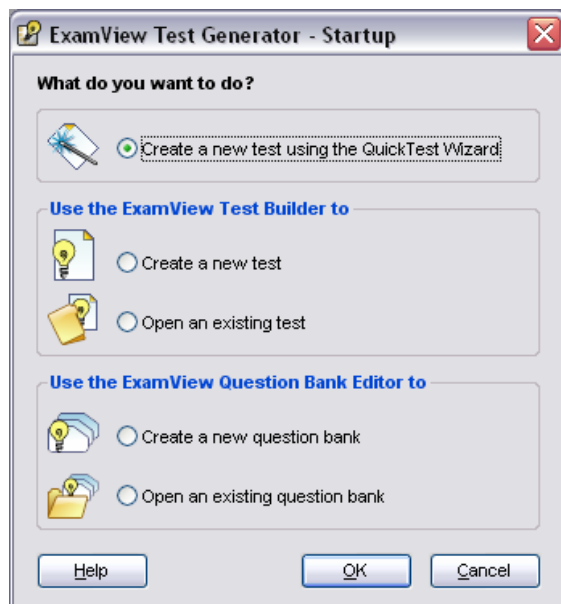 ExamView Test Generator - Startup
What do you want to do?
Create a new test using the QuickTest Wizard
Use the ExamView Test Builder to
Create a new test
Open an existing test
Use the ExamView Question Bank Editor to
Create a new question bank
Open an existing question bank
Help OK Cancel